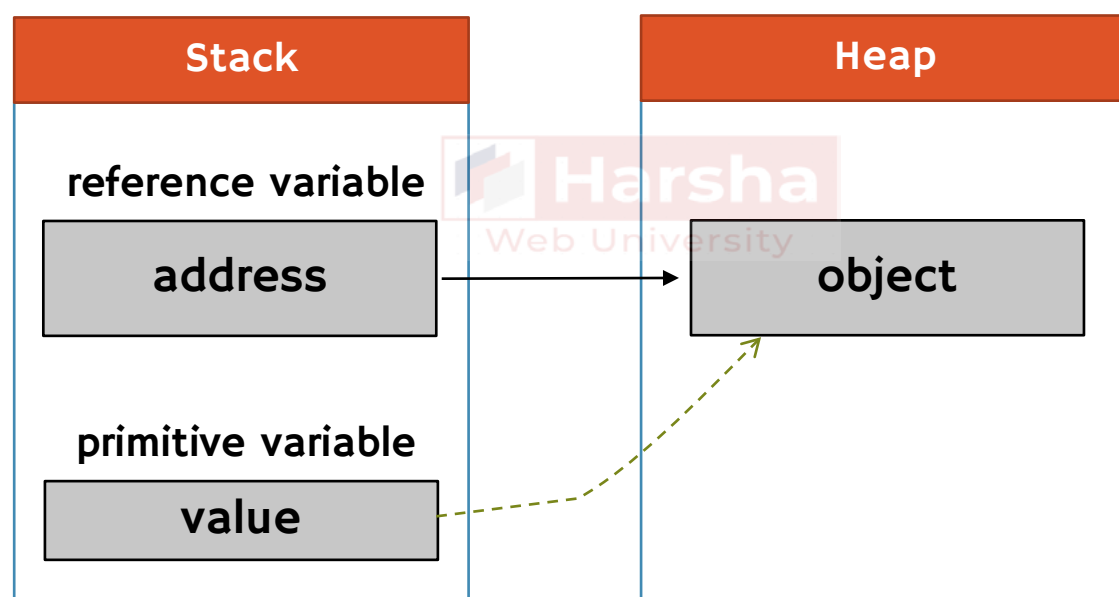 Stack
Heap
reference variable
address
object
primitive variable
value
Harsha
Web University